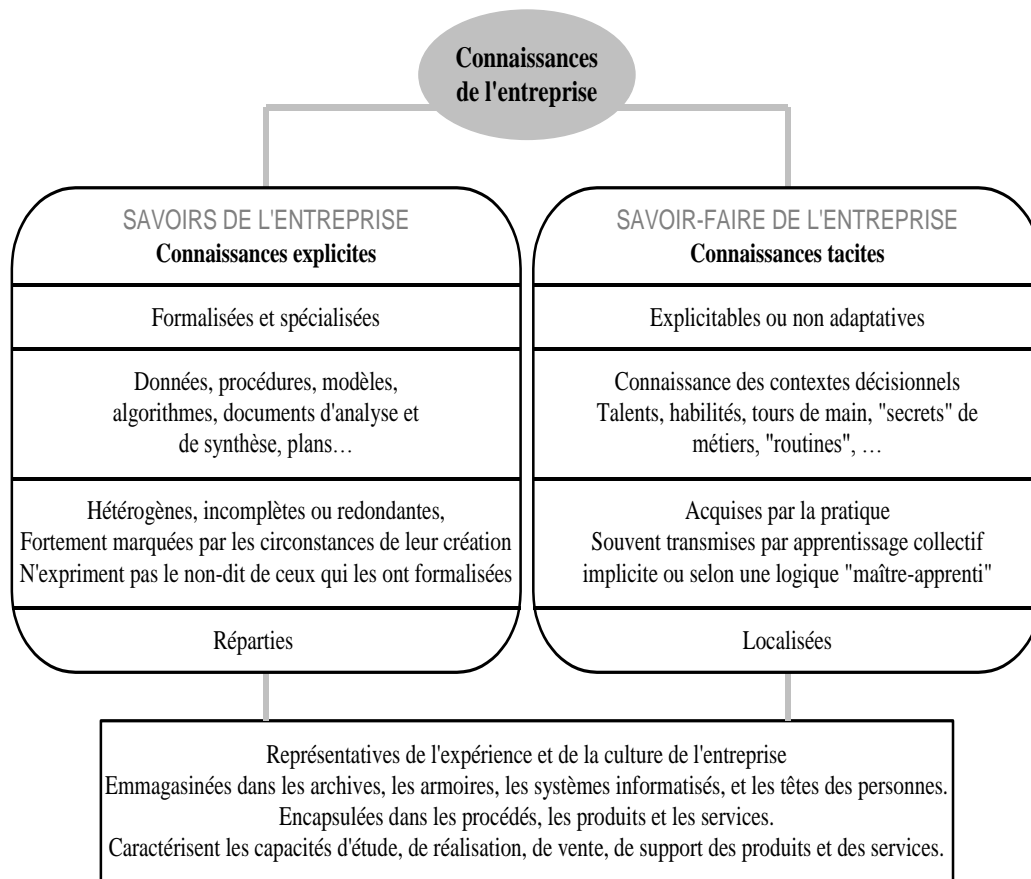 Connaissances
de l'entreprise
SAVOIRS DE L'ENTREPRISE
Connaissances explicites
Formalisées et spécialisées
Données, procédures, modèles,
algorithmes, documents d'analyse et
de synthèse, plans…
Hétérogènes, incomplètes ou redondantes,
Fortement marquées par les circonstances de leur création
N'expriment pas le non-dit de ceux qui les ont formalisées
Réparties
SAVOIR-FAIRE DE L'ENTREPRISE
Connaissances tacites
Explicitables ou non adaptatives
Connaissance des contextes décisionnels
Talents, habilités, tours de main, "secrets" de
métiers, "routines", …
Acquises par la pratique
Souvent transmises par apprentissage collectif
implicite ou selon une logique "maître-apprenti"
Localisées
Représentatives de l'expérience et de la culture de l'entreprise
Emmagasinées dans les archives, les armoires, les systèmes informatisés, et les têtes des personnes.
Encapsulées dans les procédés, les produits et les services.
Caractérisent les capacités d'étude, de réalisation, de vente, de support des produits et des services.